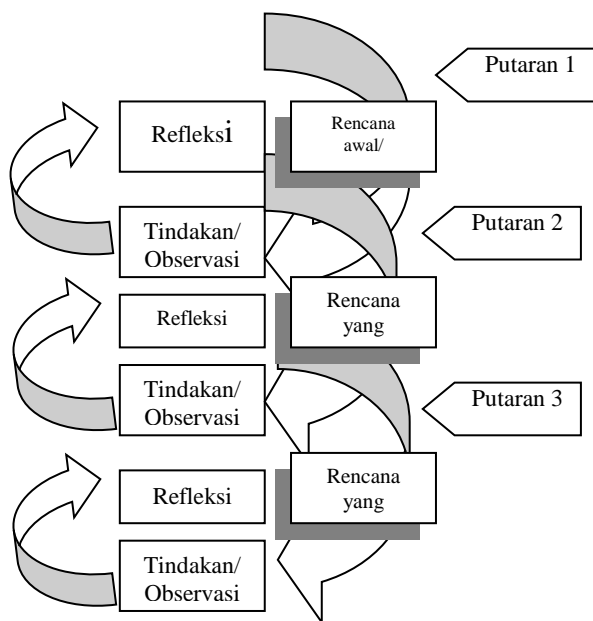 Putaran 1
Refleksi
Rencana
awal/
Tindakan/
Observasi
Putaran 2
Refleksi
Rencana
yang
Tindakan/
Observasi
Putaran 3
Refleksi
Rencana
yang
Tindakan/
Observasi